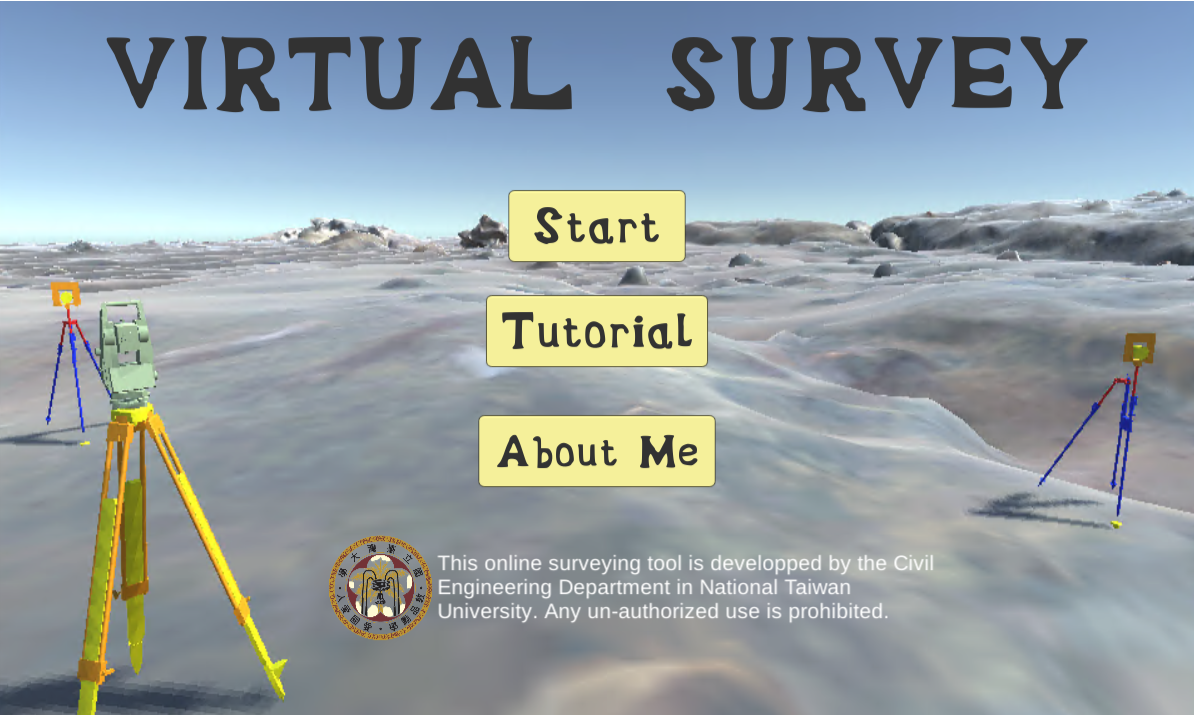 VIRTUAL SURVEY
Start
Tutorial
About Me
This online surveying tool is developped by the Civil
Engineering Department in National Taiwan
University. Any un-authorized use is prohibited.